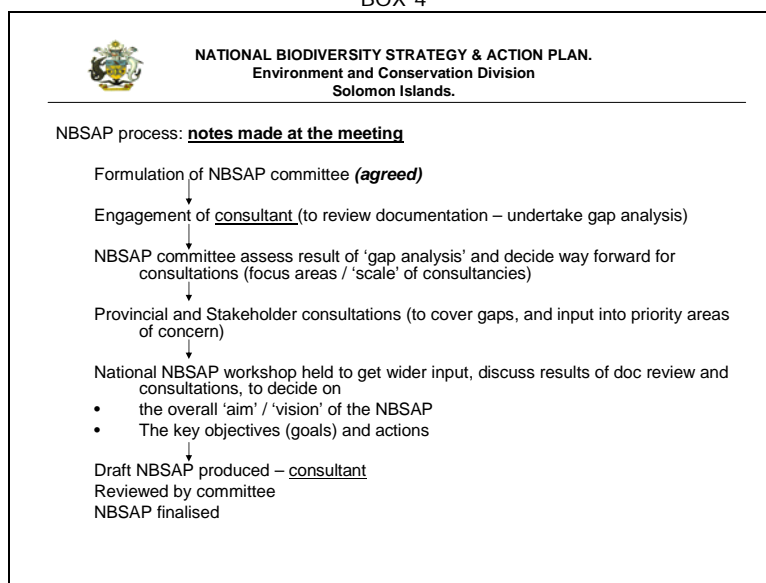 BOX 4
NATIONAL BIODIVERSITY STRATEGY & ACTION PLAN.
Environment and Conservation Division
Solomon Islands.
NBSAP process: notes made at the meeting
Formulation of NBSAP committee (agreed)
Engagement of consultant (to review documentation – undertake gap analysis)
NBSAP committee assess result of ‘gap analysis’ and decide way forward for
consultations (focus areas / ‘scale’ of consultancies)
Provincial and Stakeholder consultations (to cover gaps, and input into priority areas
of concern)
National NBSAP workshop held to get wider input, discuss results of doc review and
consultations, to decide on
• the overall ‘aim’ / ‘vision’ of the NBSAP
• The key objectives (goals) and actions
Draft NBSAP produced – consultant
Reviewed by committee
NBSAP finalised